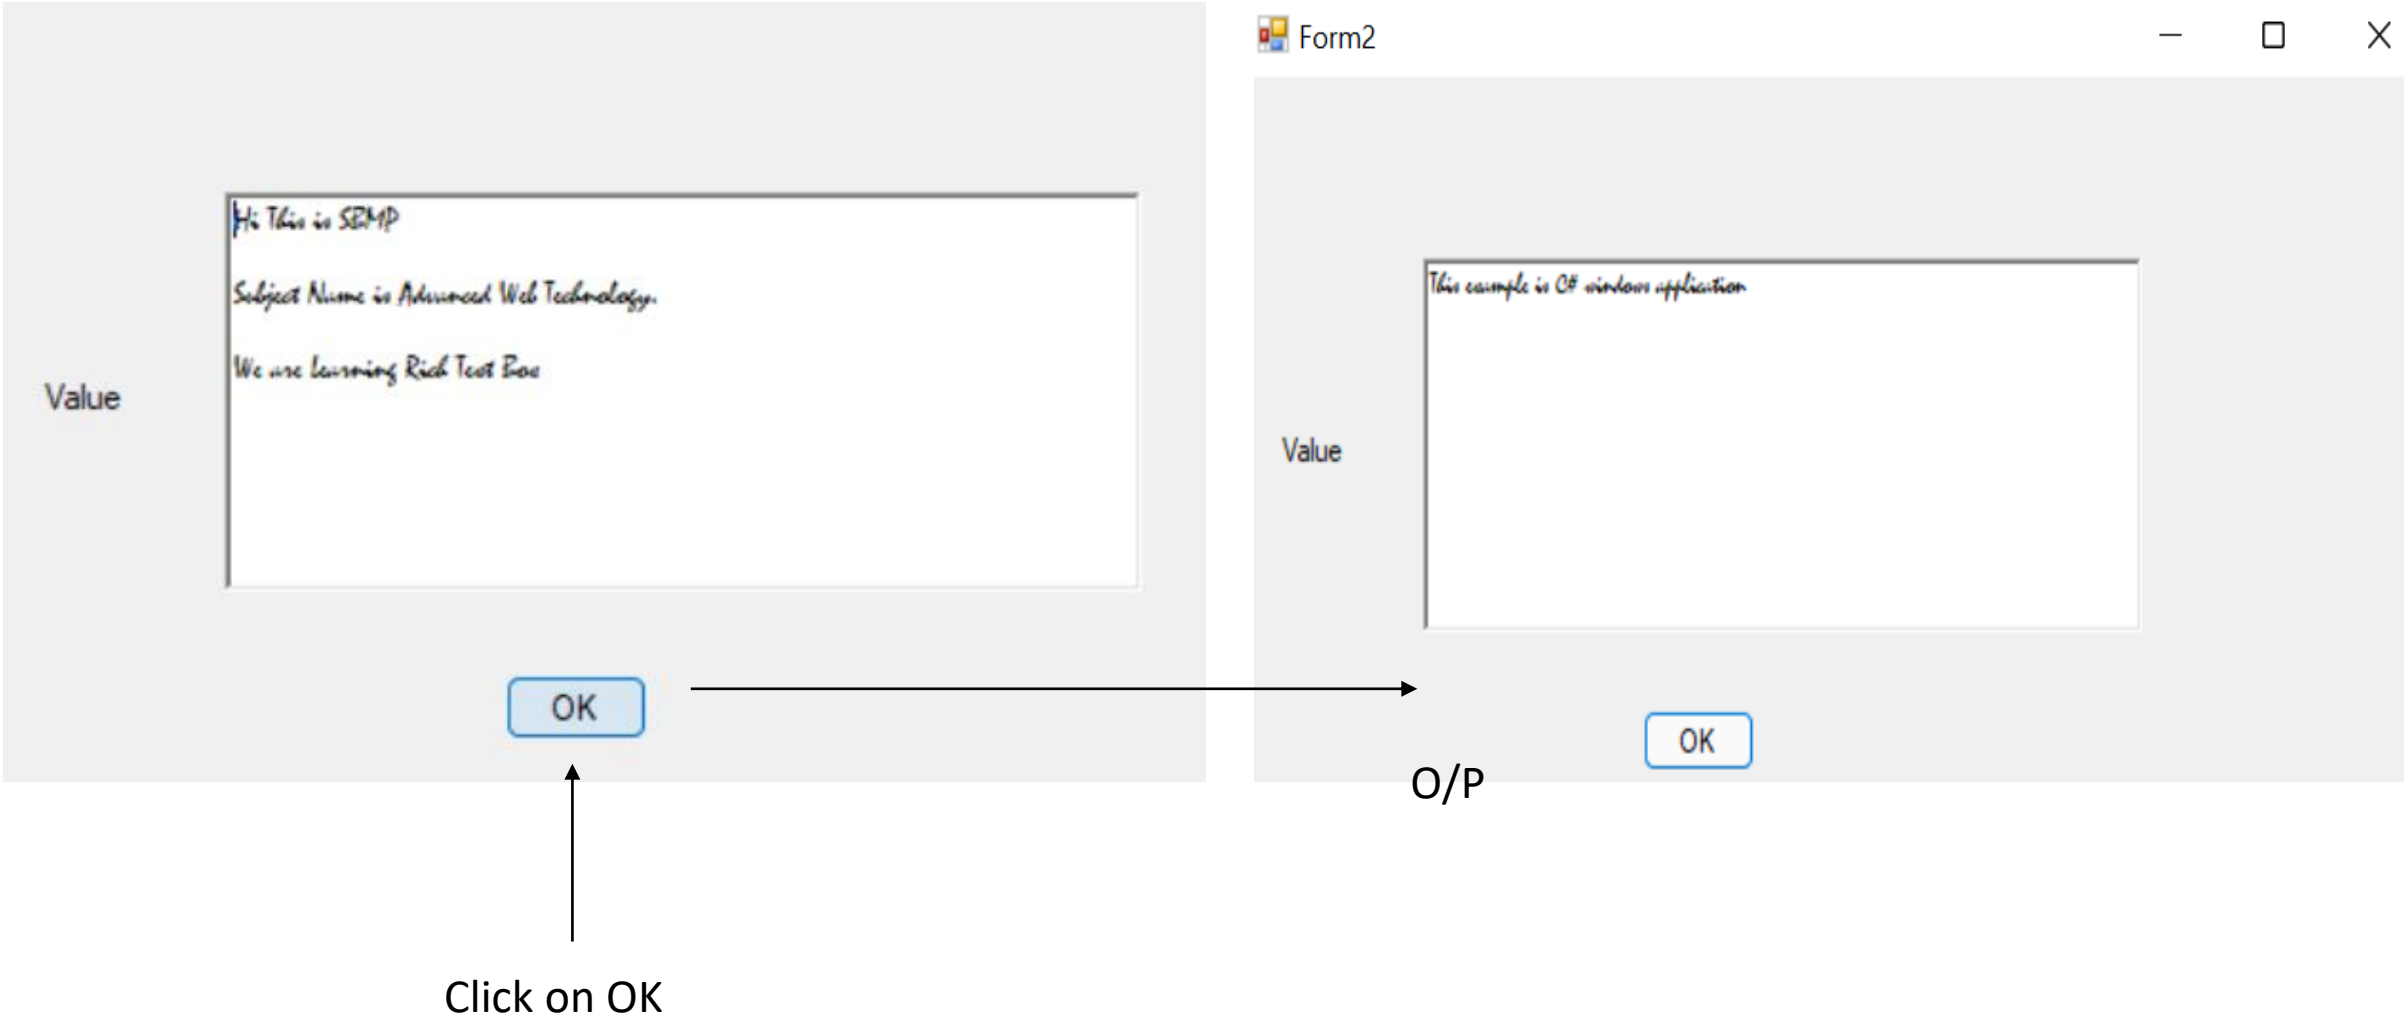 Hi This is SBMP
Subject Name is Advanced Web Technology.
We are learning Rich Text Box
Value
OK
Click on OK
Form2
This example is C# windows application
Value
OK
O/P